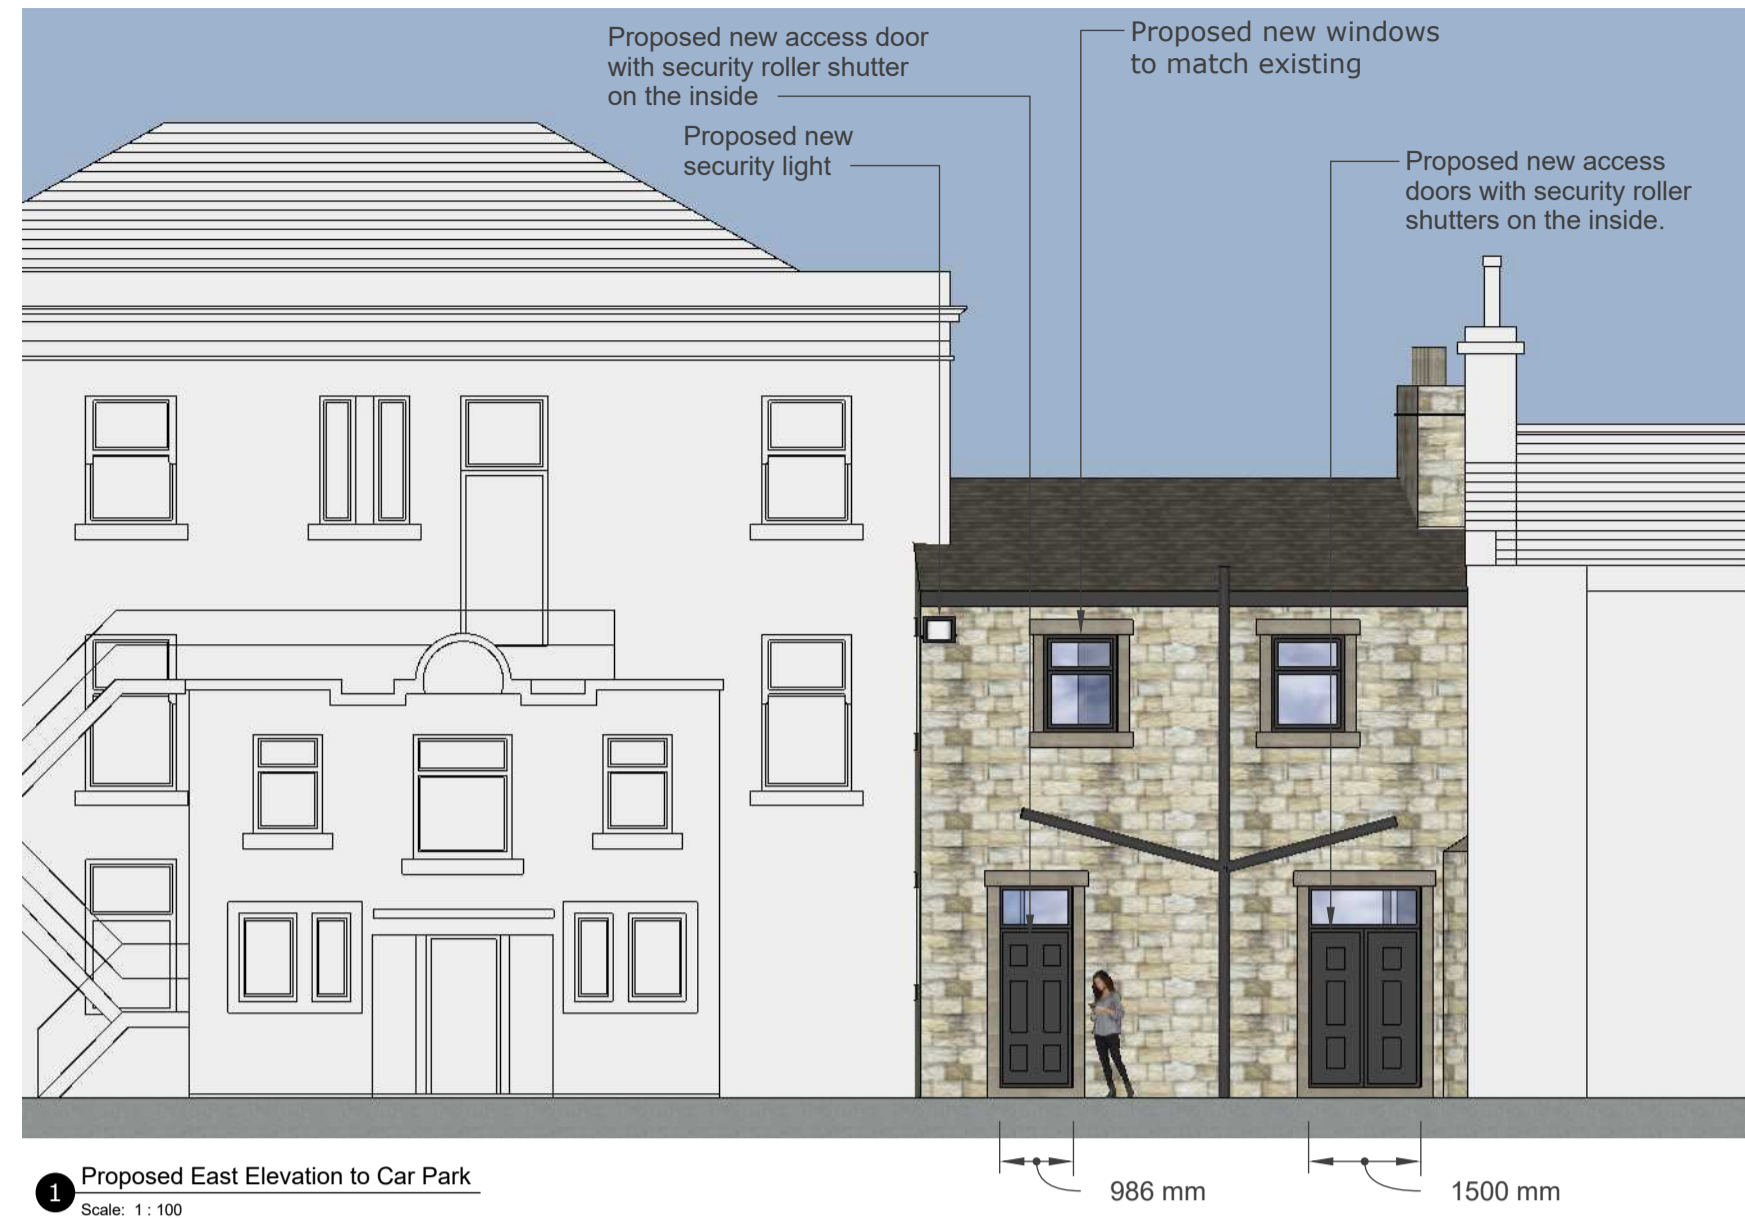 Proposed new access door
with security roller shutter
on the inside
Proposed new windows
to match existing
Proposed new
security light
Proposed new access
doors with security roller
shutters on the inside.
1
Proposed East Elevation to Car Park
Scale: 1 : 100
986 mm
1500 mm